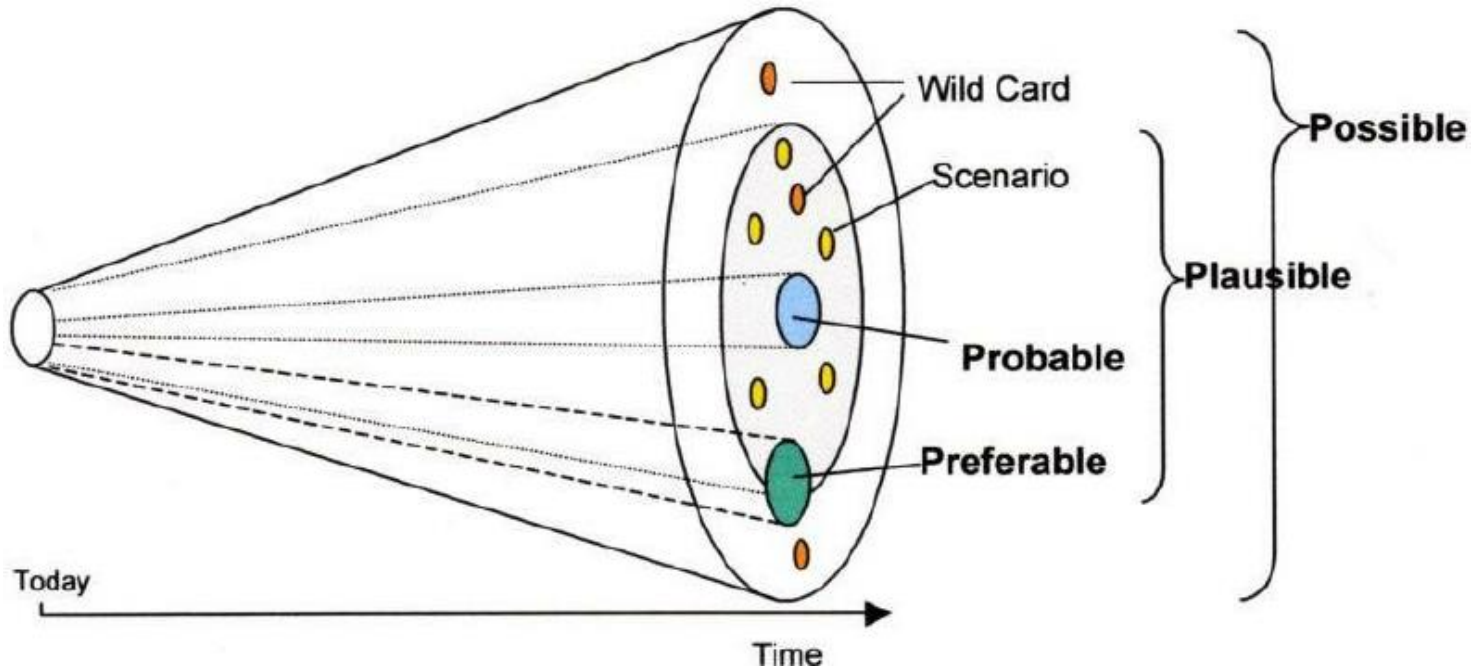 Wild Card
Possible
Scenario
Plausible
Probable
Preferable
Today
Time